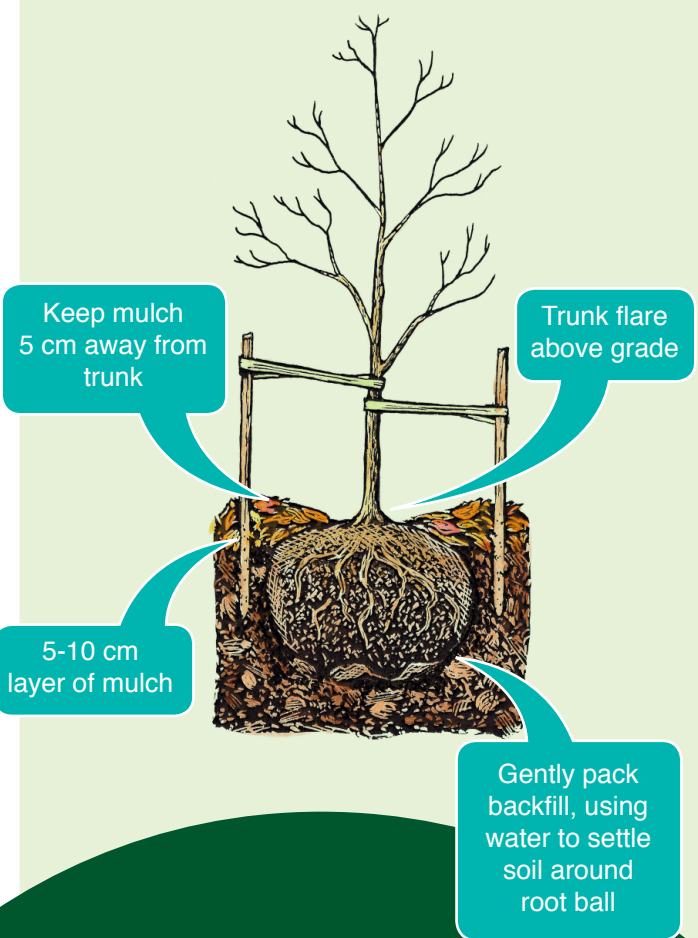 Keep mulch
5 cm away from
trunk
Trunk flare
above grade
5-10 cm
layer of mulch
Gently pack
backfill, using
water to settle
soil around
root ball